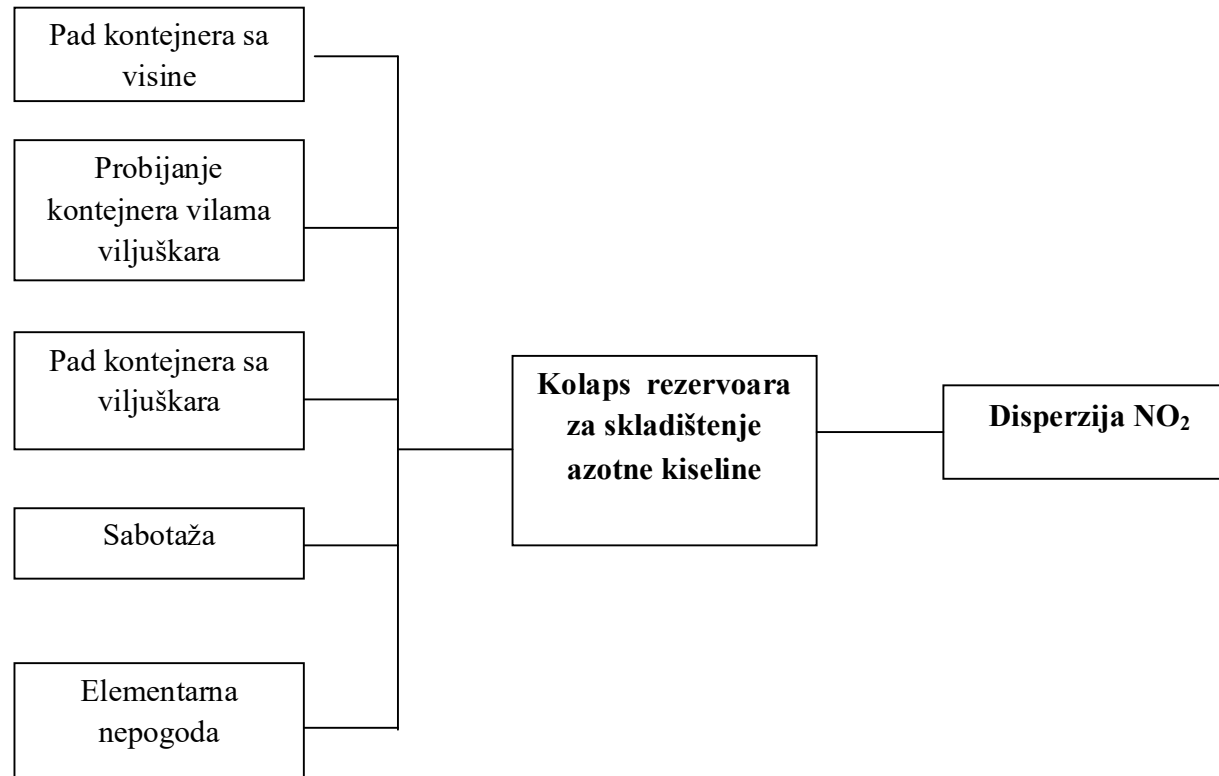 Pad kontejnera sa
visine
Probijanje
kontejnera vilama
viljuškara
Pad kontejnera sa
viljuškara
Sabotaža
Elementarna
nepogoda
Kolaps rezervoara
za skladištenje
azotne kiseline
Disperzija NO₂